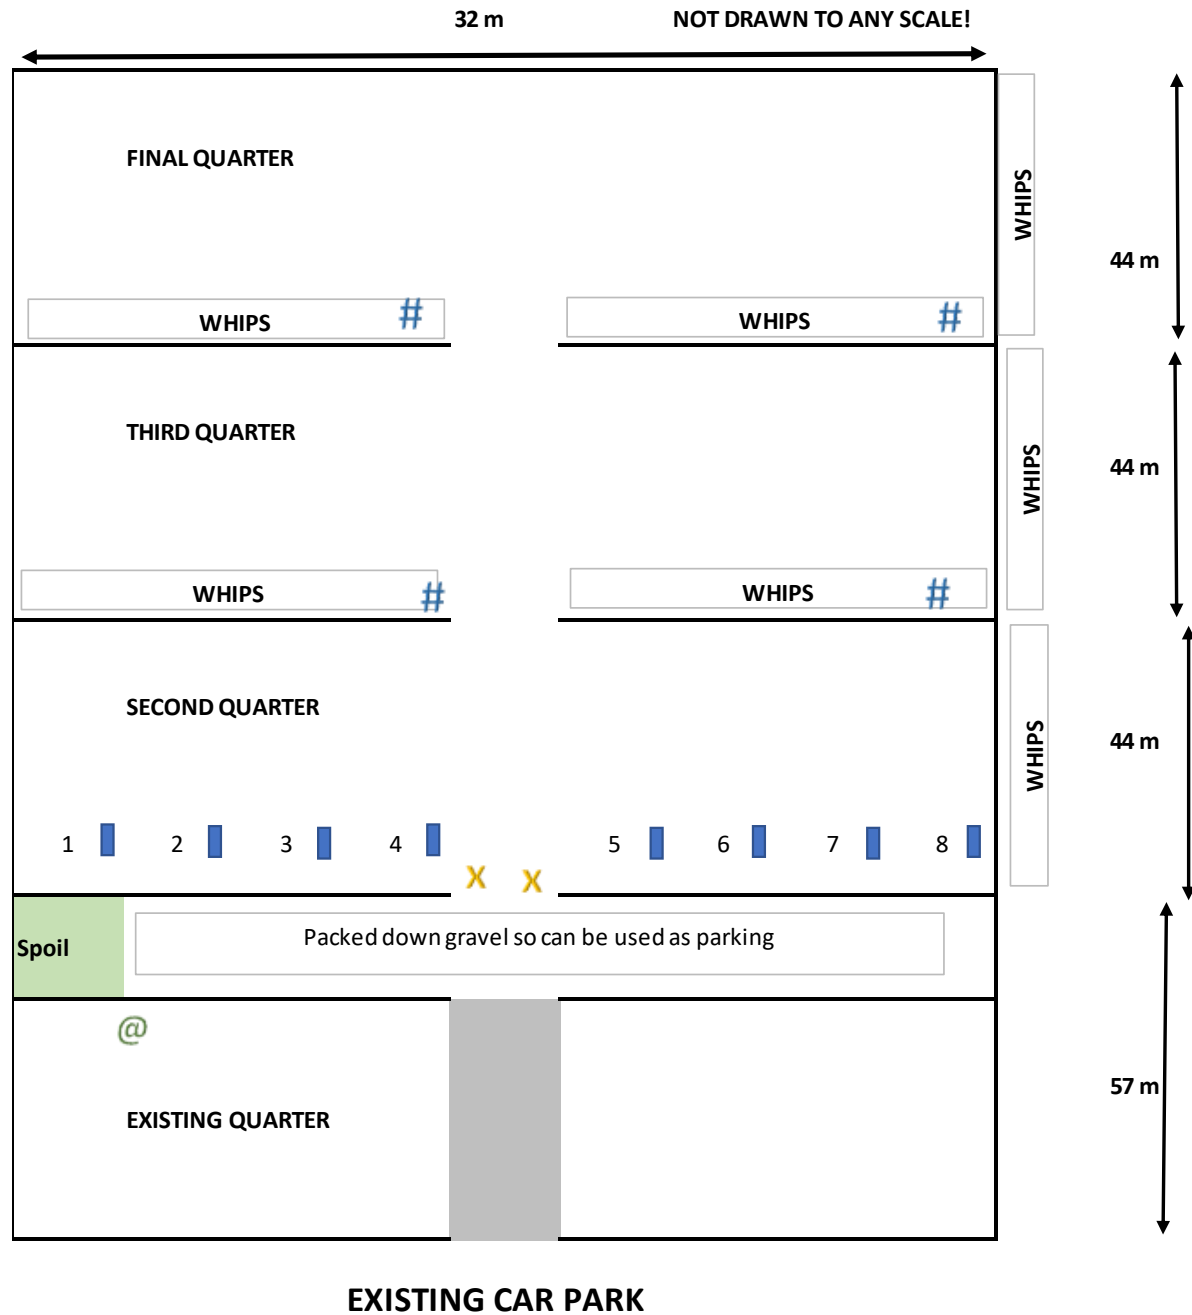 32 m NOT DRAWN TO ANY SCALE!
FINAL QUARTER
WHIPS
44 m
WHIPS # WHIPS #
THIRD QUARTER
WHIPS
44 m
WHIPS # WHIPS #
SECOND QUARTER
WHIPS
44 m
1 2 3 4 5 6 7 8
X X
Spoil
Packed down gravel so can be used as parking
@
57 m
EXISTING QUARTER
EXISTING CAR PARK